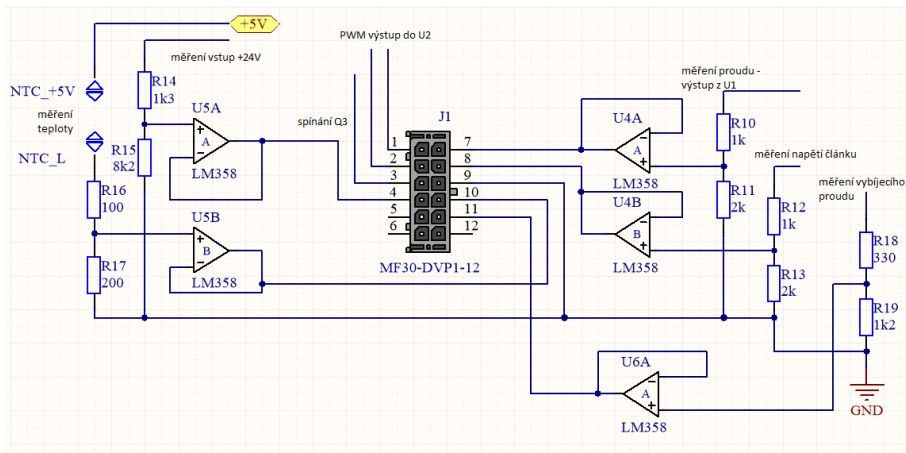 +5V
PWM výstup do U2
měření vstup +24V
NTC_+5V
R14
1k3
U5A
měření proudu -
výstup z U1
měření
teploty
spínání Q3
J1
U4A
R10
1k
NTC_L
R15
8k2
+
A
−
LM358
1
2
3
4
5
6
7
8
9
10
11
12
MF30-DVP1-12
−
A
+
LM358
měření napětí článku
měření vybíjecího
proudu
R16
100
R11
2k
R12
1k
U4B
−
B
+
LM358
U5B
+
B
−
LM358
R17
200
R13
2k
R18
330
R19
1k2
U6A
−
A
+
LM358
GND